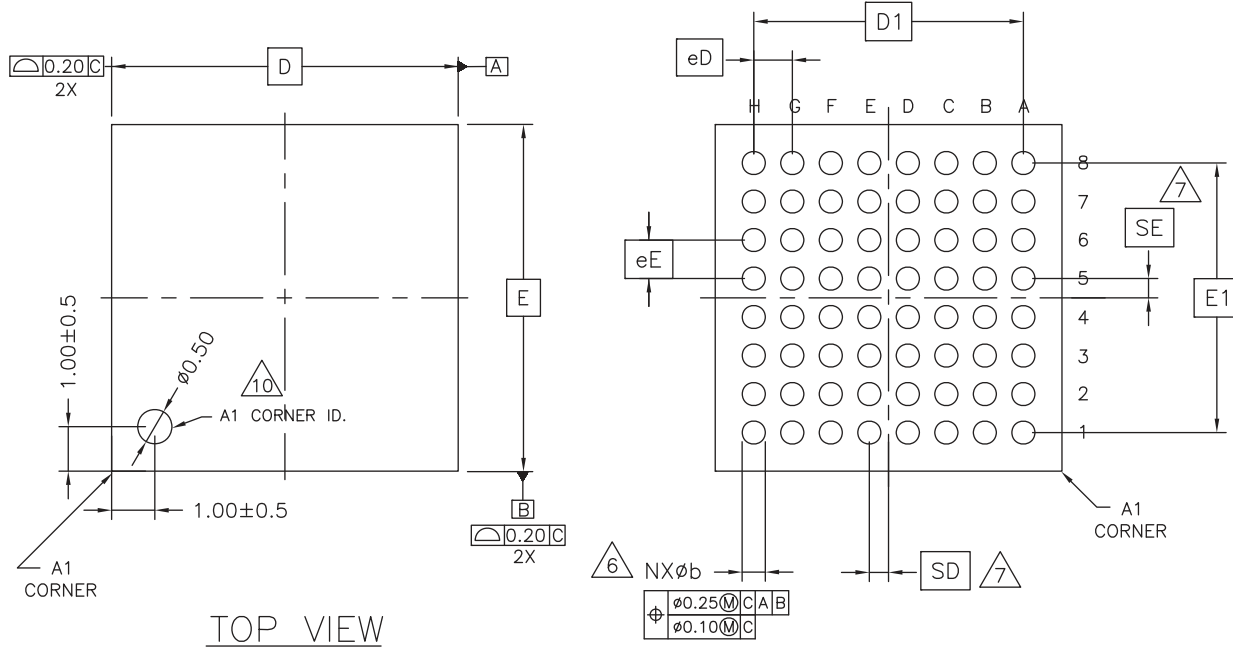 D1
eD
⌓ 0.20 C
2X
D
A
H G F E D C B A
8
7
6
5
4
3
2
1
7
SE
eE
E
E1
1.00±0.5
ø0.50
10
A1 CORNER ID.
1.00±0.5
B
⌓ 0.20 C
2X
A1
CORNER
A1
CORNER
6
NXøb
SD
7
⌖ ø0.25Ⓜ C A B
ø0.10Ⓜ C
TOP VIEW